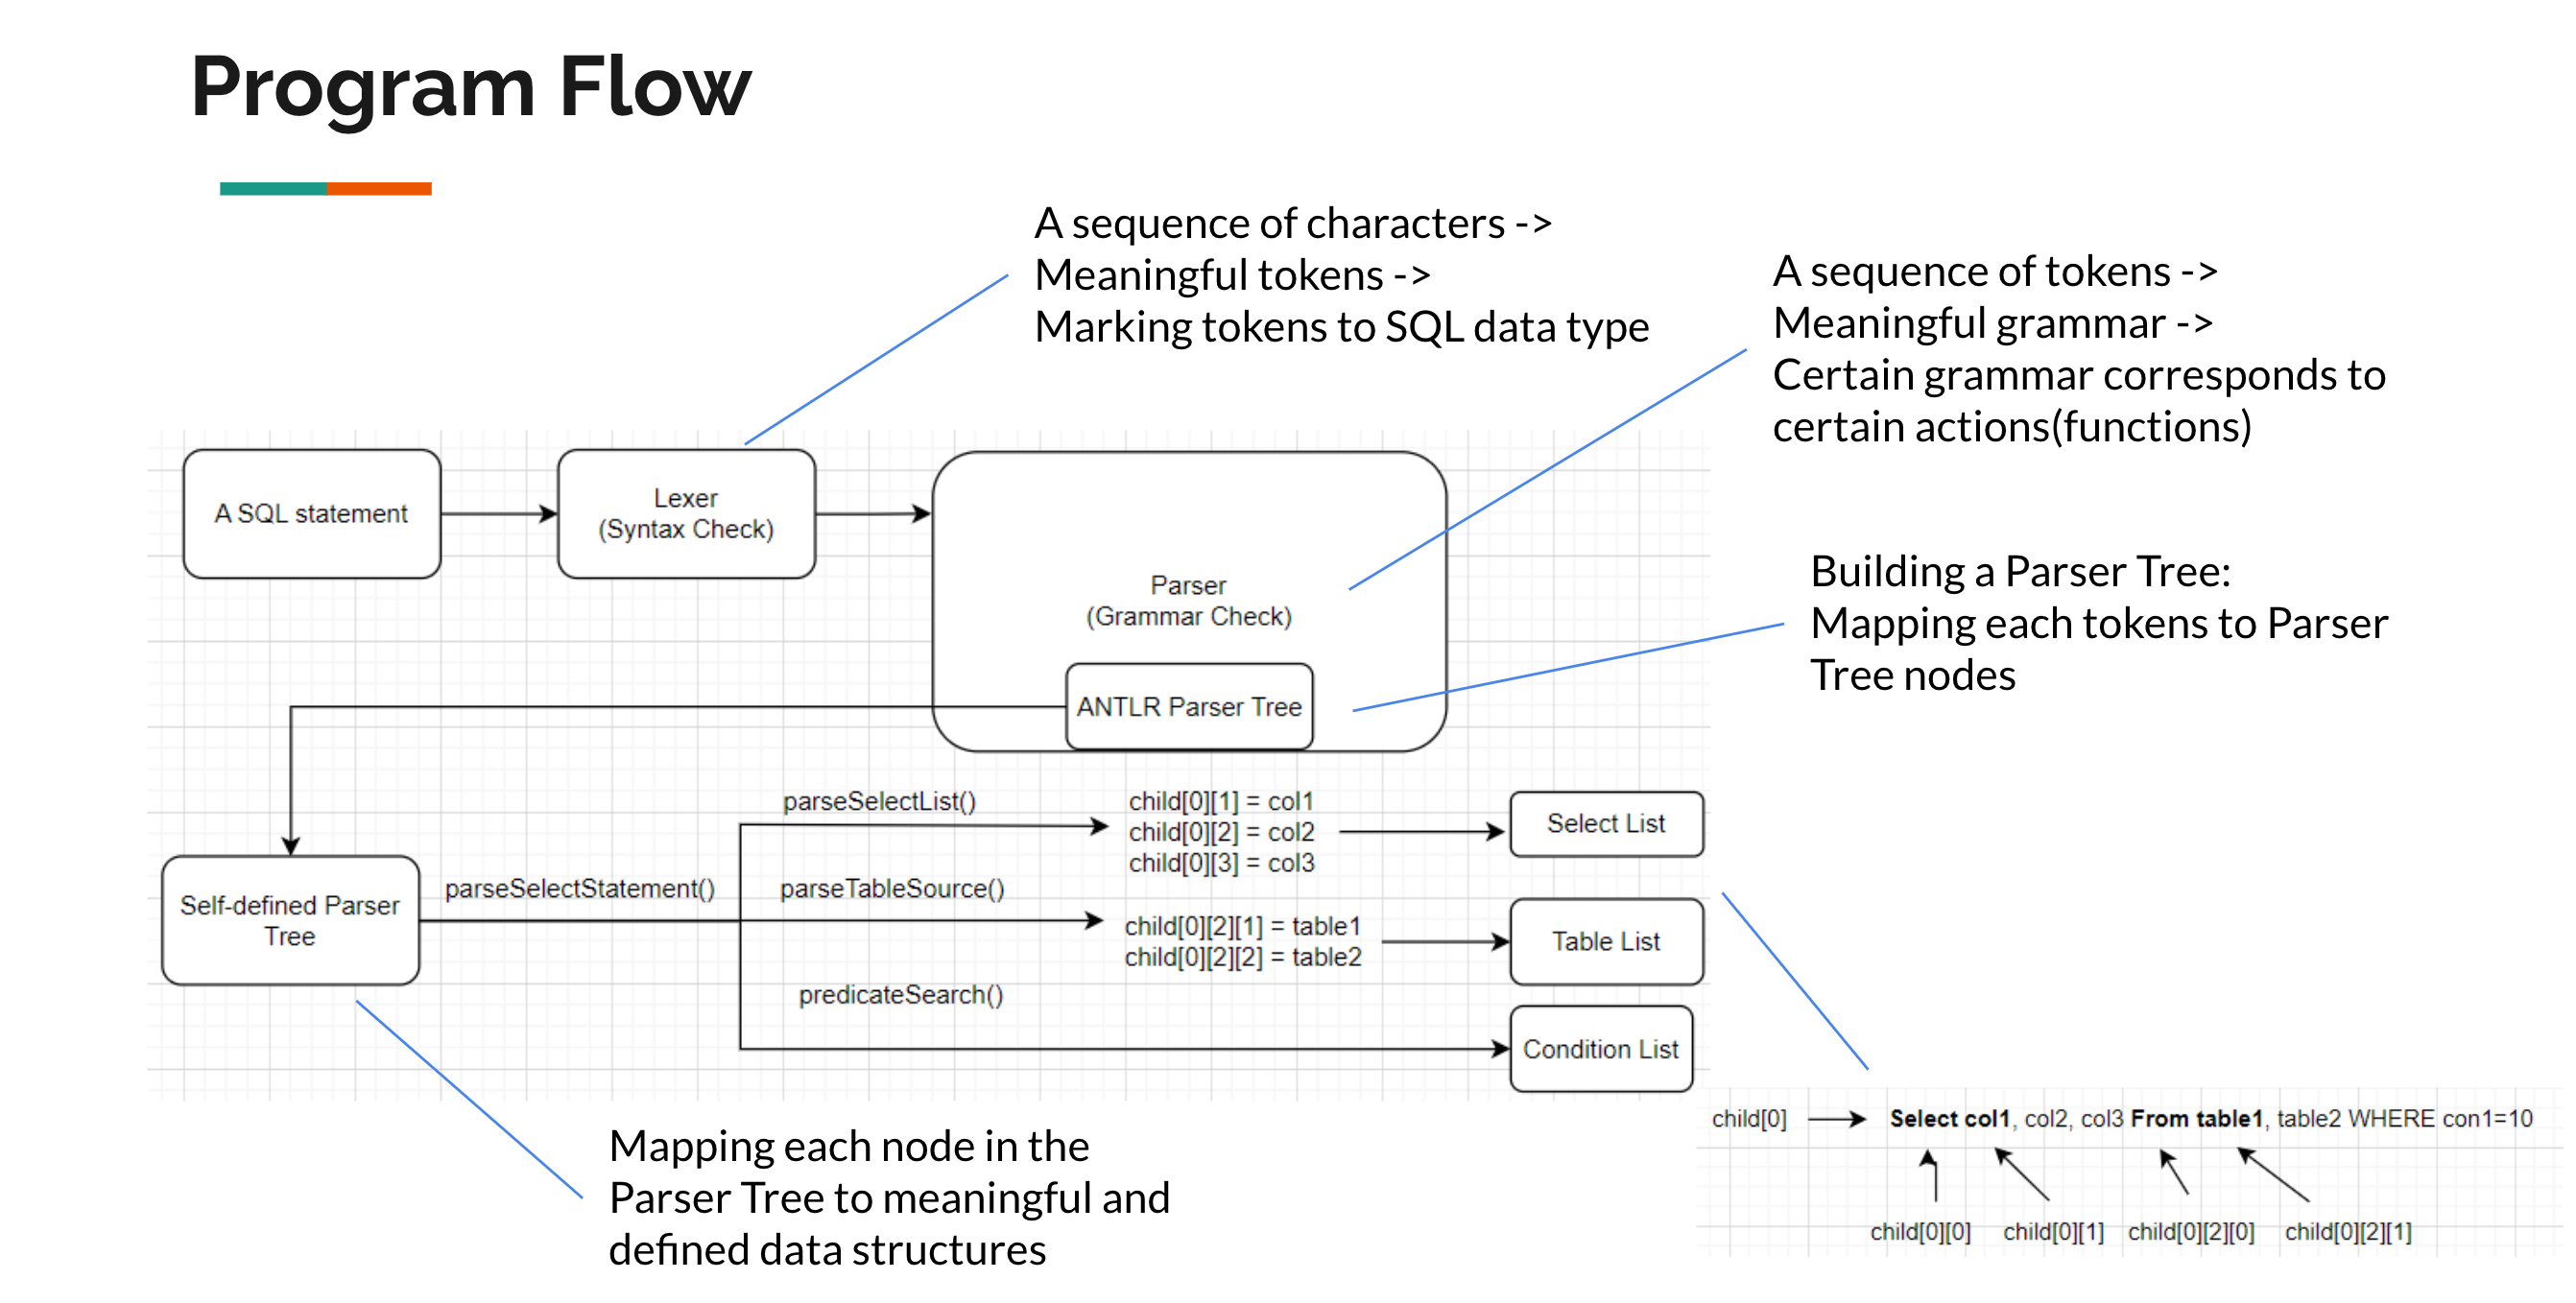 Program Flow
A sequence of characters ->
Meaningful tokens ->
Marking tokens to SQL data type
A sequence of tokens ->
Meaningful grammar ->
Certain grammar corresponds to
certain actions(functions)
A SQL statement
Lexer
(Syntax Check)
Parser
(Grammar Check)
ANTLR Parser Tree
Building a Parser Tree:
Mapping each tokens to Parser
Tree nodes
Self-defined Parser
Tree
parseSelectStatement()
parseSelectList()
child[0][1] = col1
child[0][2] = col2
child[0][3] = col3
Select List
parseTableSource()
child[0][2][1] = table1
child[0][2][2] = table2
Table List
predicateSearch()
Condition List
Mapping each node in the
Parser Tree to meaningful and
defined data structures
child[0]
Select col1, col2, col3 From table1, table2 WHERE con1=10
child[0][0]
child[0][1]
child[0][2][0]
child[0][2][1]